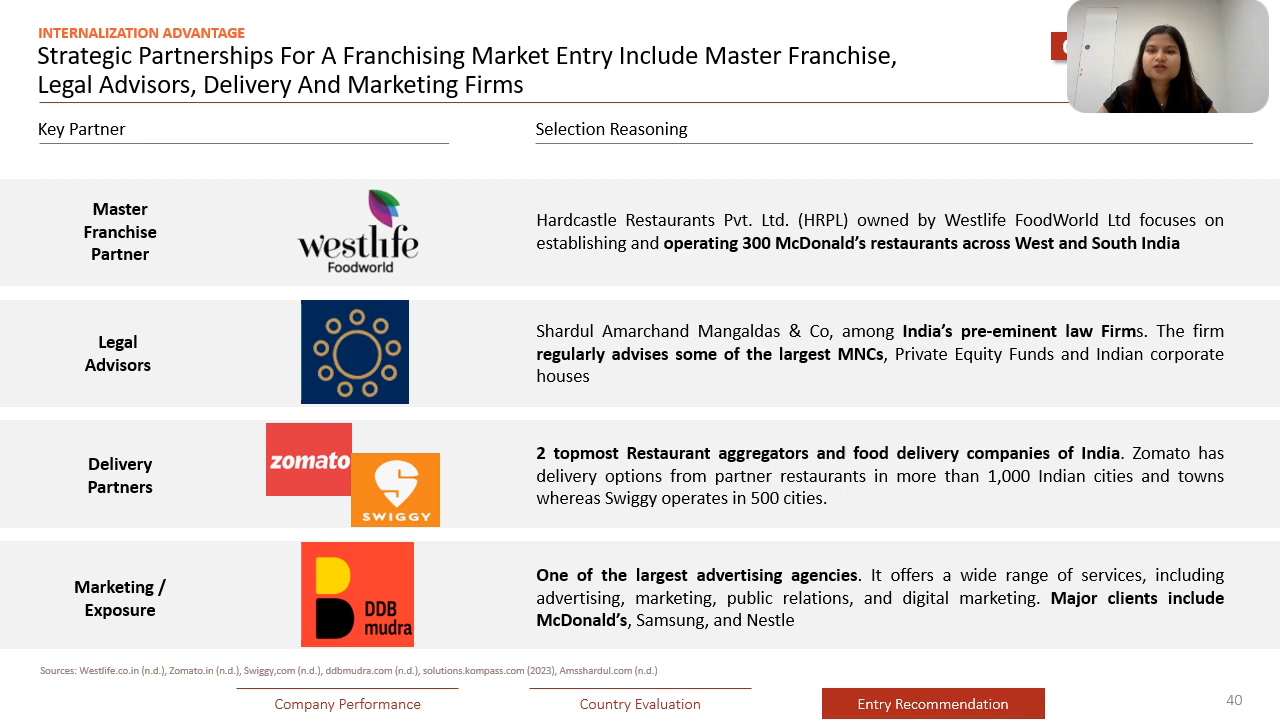 INTERNALIZATION ADVANTAGE
Strategic Partnerships For A Franchising Market Entry Include Master Franchise,
Legal Advisors, Delivery And Marketing Firms
Key Partner
Selection Reasoning
Master
Franchise
Partner
westlife
Foodworld
Hardcastle Restaurants Pvt. Ltd. (HRPL) owned by Westlife FoodWorld Ltd focuses on
establishing and operating 300 McDonald’s restaurants across West and South India
Legal
Advisors
Shardul Amarchand Mangaldas & Co, among India’s pre-eminent law Firms. The firm
regularly advises some of the largest MNCs, Private Equity Funds and Indian corporate
houses
Delivery
Partners
zomato
SWIGGY
2 topmost Restaurant aggregators and food delivery companies of India. Zomato has
delivery options from partner restaurants in more than 1,000 Indian cities and towns
whereas Swiggy operates in 500 cities.
Marketing /
Exposure
DDB
mudra
One of the largest advertising agencies. It offers a wide range of services, including
advertising, marketing, public relations, and digital marketing. Major clients include
McDonald’s, Samsung, and Nestle
Sources: Westlife.co.in (n.d.), Zomato.in (n.d.), Swiggy,com (n.d.), ddbmudra.com (n.d.), solutions.kompass.com (2023), Amsshardul.com (n.d.)
Company Performance
Country Evaluation
Entry Recommendation
40